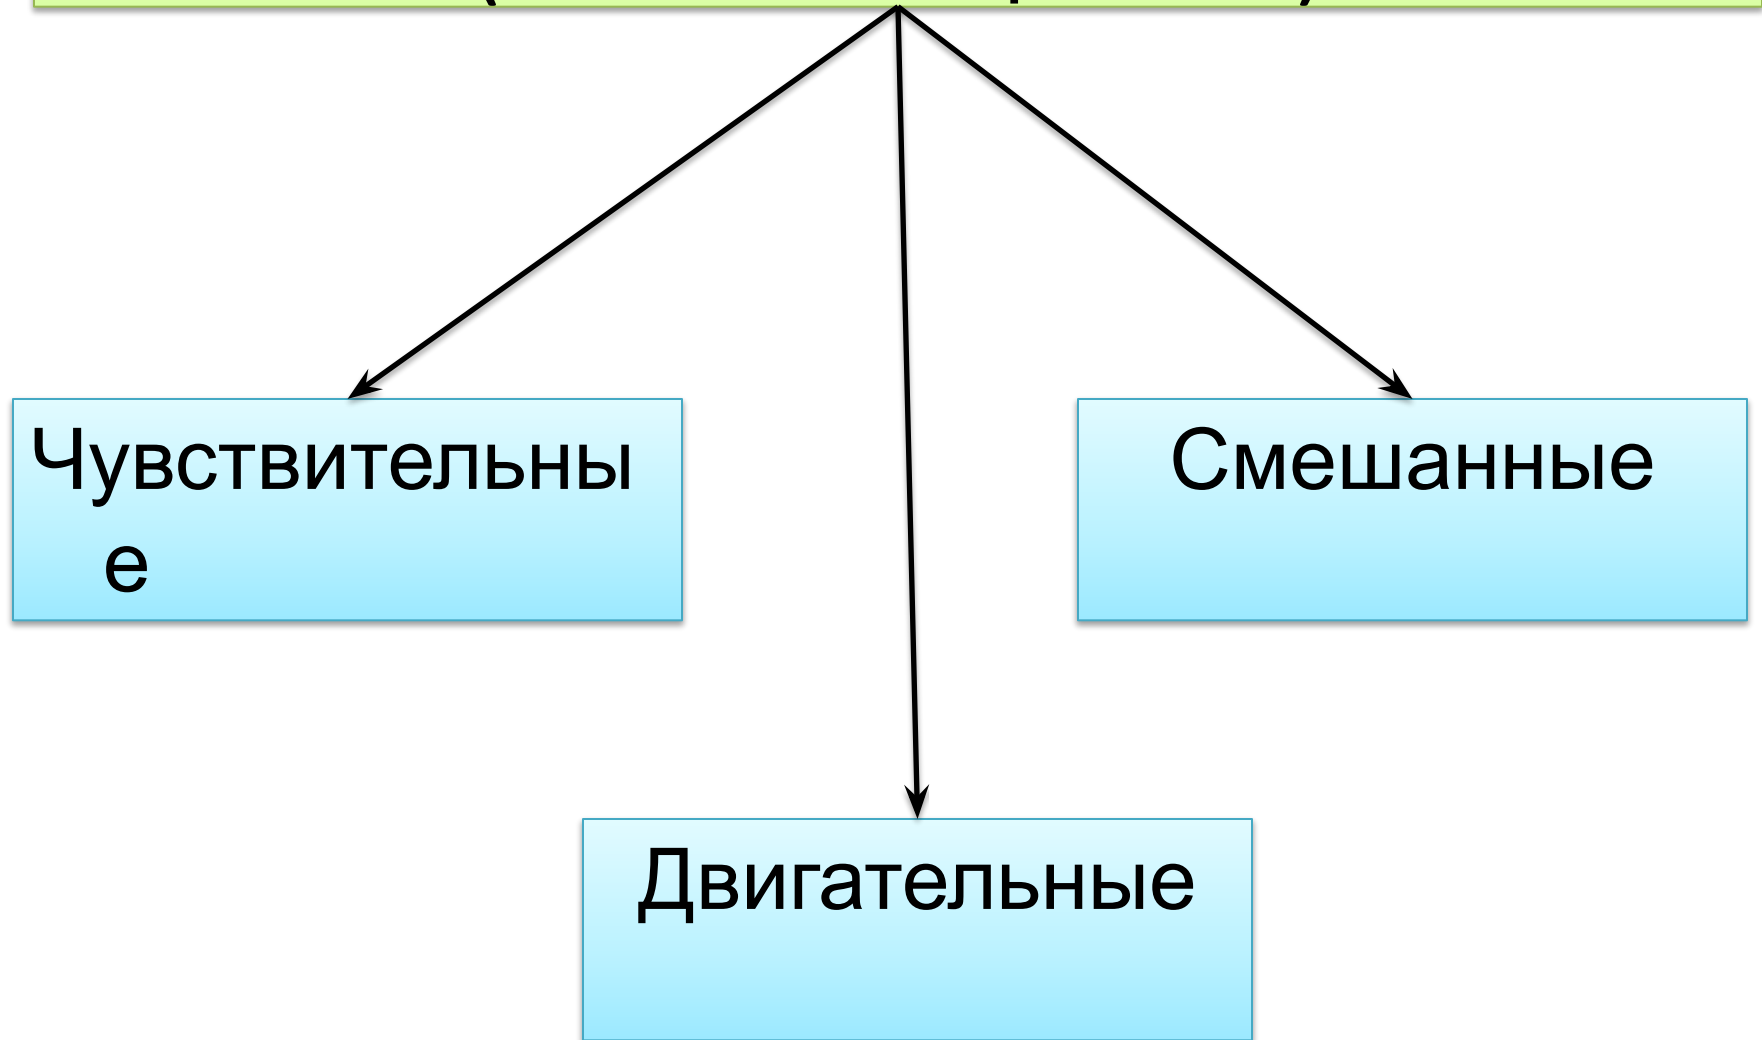 Чувствительны
е
Смешанные
Двигательные